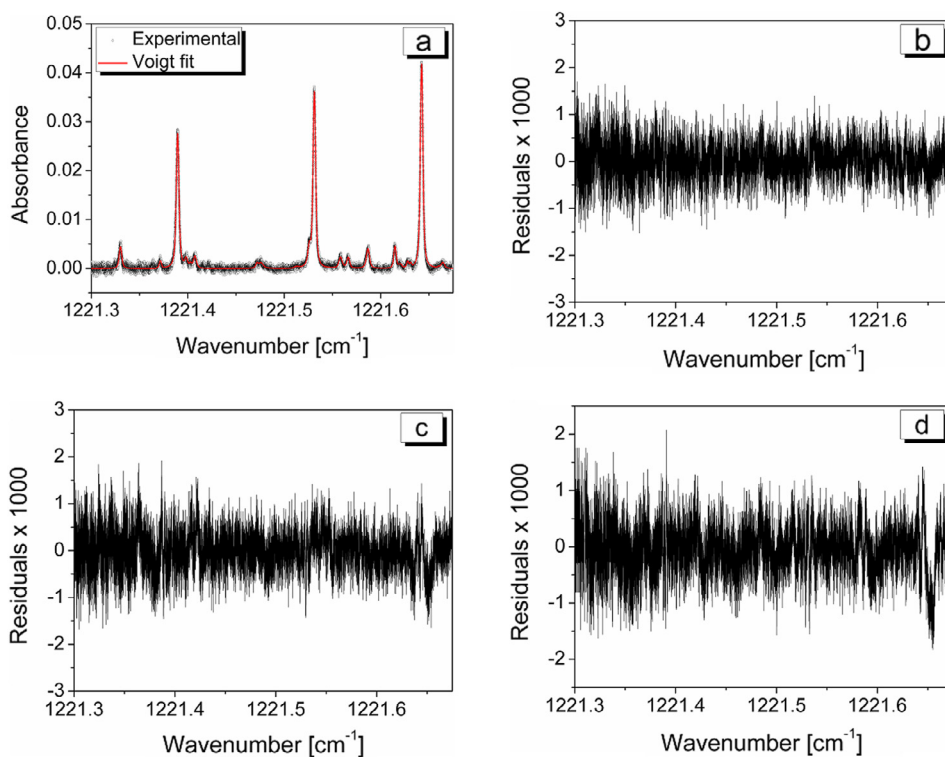 a
Experimental
Voigt fit
0.05
0.04
0.03
0.02
0.01
0.00
Absorbance
1221.3 1221.4 1221.5 1221.6
Wavenumber [cm⁻¹]
b
3
2
1
0
-1
-2
-3
Residuals x 1000
1221.3 1221.4 1221.5 1221.6
Wavenumber [cm⁻¹]
c
3
2
1
0
-1
-2
-3
Residuals x 1000
1221.3 1221.4 1221.5 1221.6
Wavenumber [cm⁻¹]
d
2
1
0
-1
-2
Residuals x 1000
1221.3 1221.4 1221.5 1221.6
Wavenumber [cm⁻¹]